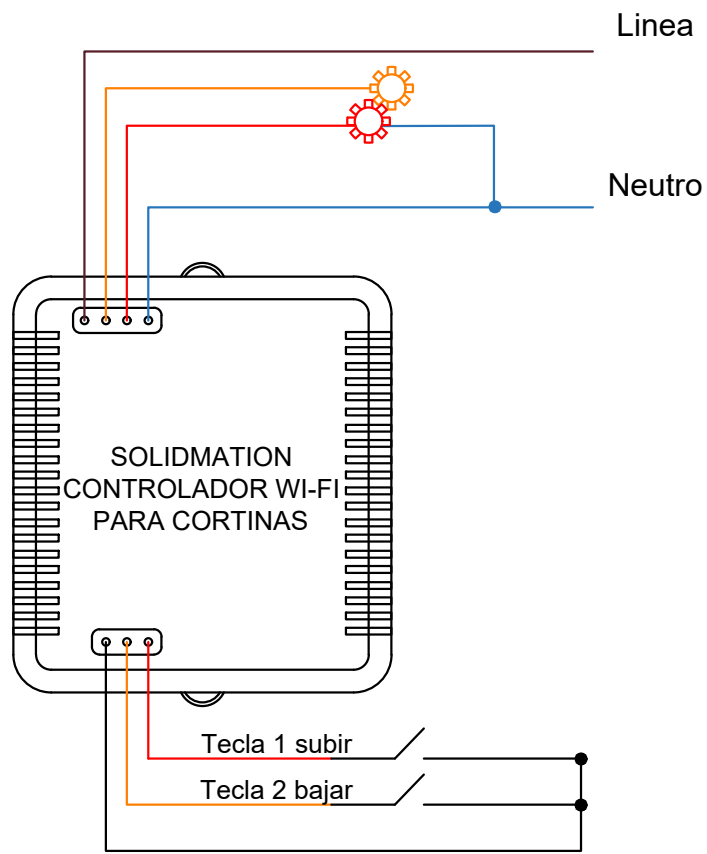 Linea
Neutro
SOLIDMATION
CONTROLADOR WI-FI
PARA CORTINAS
Tecla 1 subir
Tecla 2 bajar